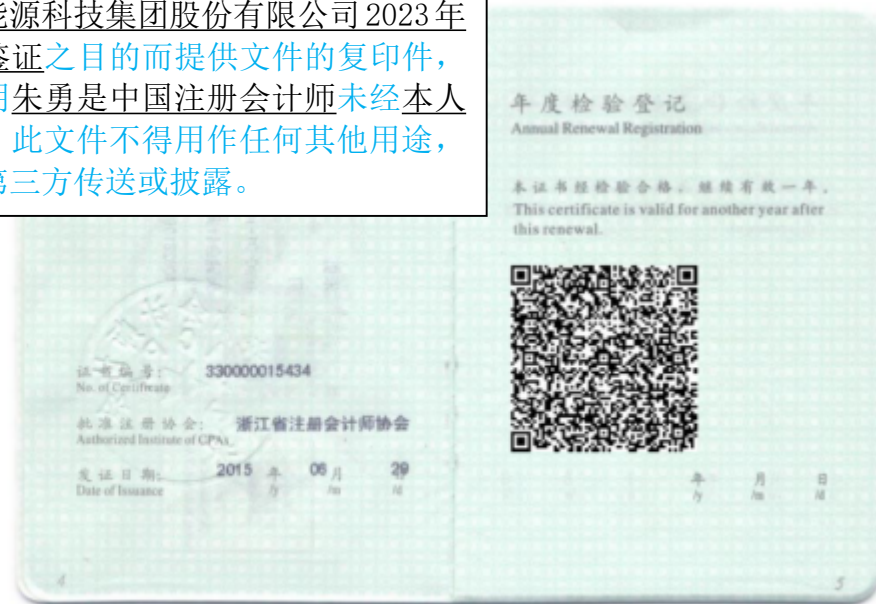 能源科技集团股份有限公司2023年
鉴证之目的而提供文件的复印件，
明朱勇是中国注册会计师未经本人
此文件不得用作任何其他用途，
第三方传送或披露。
证书编号： 330000015434
No. of Certificate
批准注册协会： 浙江省注册会计师协会
Authorized Institute of CPAs
发证日期： 2015 年 06 月 29
Date of Issuance /y /m /d
4
年度检验登记
Annual Renewal Registration
本证书经检验合格，继续有效一年。
This certificate is valid for another year after
this renewal.
年 月 日
/y /m /d
5